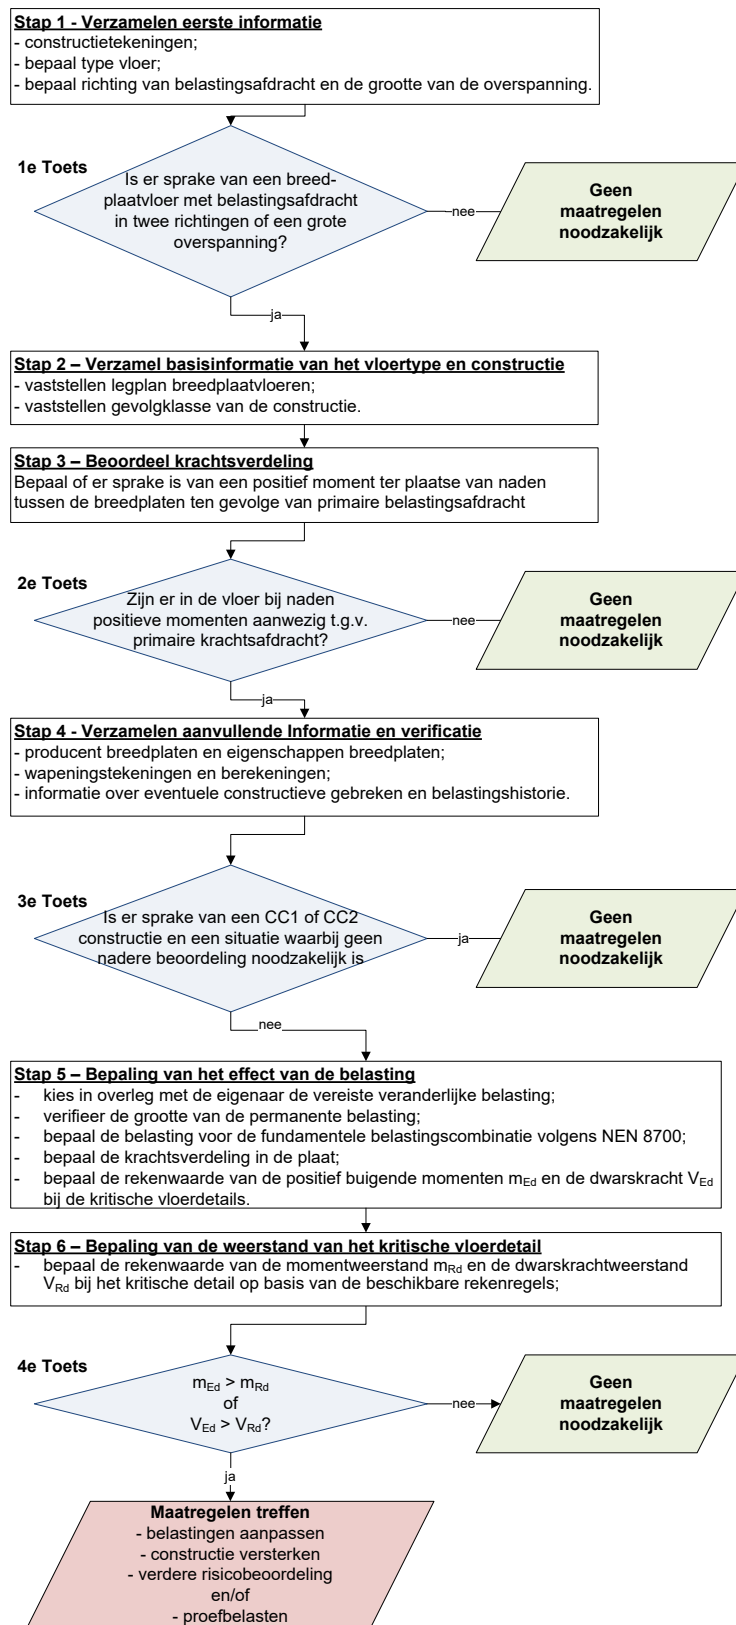 Stap 1 - Verzamelen eerste informatie
- constructietekeningen;
- bepaal type vloer;
- bepaal richting van belastingsafdracht en de grootte van de overspanning.
1e Toets
Is er sprake van een breed-
plaatvloer met belastingsafdracht
in twee richtingen of een grote
overspanning?
nee
Geen
maatregelen
noodzakelijk
ja
Stap 2 – Verzamel basisinformatie van het vloertype en constructie
- vaststellen legplan breedplaatvloeren;
- vaststellen gevolgklasse van de constructie.
Stap 3 – Beoordeel krachtsverdeling
Bepaal of er sprake is van een positief moment ter plaatse van naden
tussen de breedplaten ten gevolge van primaire belastingsafdracht
2e Toets
Zijn er in de vloer bij naden
positieve momenten aanwezig t.g.v.
primaire krachtsafdracht?
nee
Geen
maatregelen
noodzakelijk
ja
Stap 4 - Verzamelen aanvullende Informatie en verificatie
- producent breedplaten en eigenschappen breedplaten;
- wapeningstekeningen en berekeningen;
- informatie over eventuele constructieve gebreken en belastingshistorie.
3e Toets
Is er sprake van een CC1 of CC2
constructie en een situatie waarbij geen
nadere beoordeling noodzakelijk is
ja
Geen
maatregelen
noodzakelijk
nee
Stap 5 – Bepaling van het effect van de belasting
- kies in overleg met de eigenaar de vereiste veranderlijke belasting;
- verifieer de grootte van de permanente belasting;
- bepaal de belasting voor de fundamentele belastingscombinatie volgens NEN 8700;
- bepaal de krachtsverdeling in de plaat;
- bepaal de rekenwaarde van de positief buigende momenten mEd en de dwarskracht VEd
bij de kritische vloerdetails.
Stap 6 – Bepaling van de weerstand van het kritische vloerdetail
- bepaal de rekenwaarde van de momentweerstand mRd en de dwarskrachtweerstand
VRd bij het kritische detail op basis van de beschikbare rekenregels;
4e Toets
mEd > mRd
of
VEd > VRd?
nee
Geen
maatregelen
noodzakelijk
ja
Maatregelen treffen
- belastingen aanpassen
- constructie versterken
- verdere risicobeoordeling
en/of
- proefbelasten